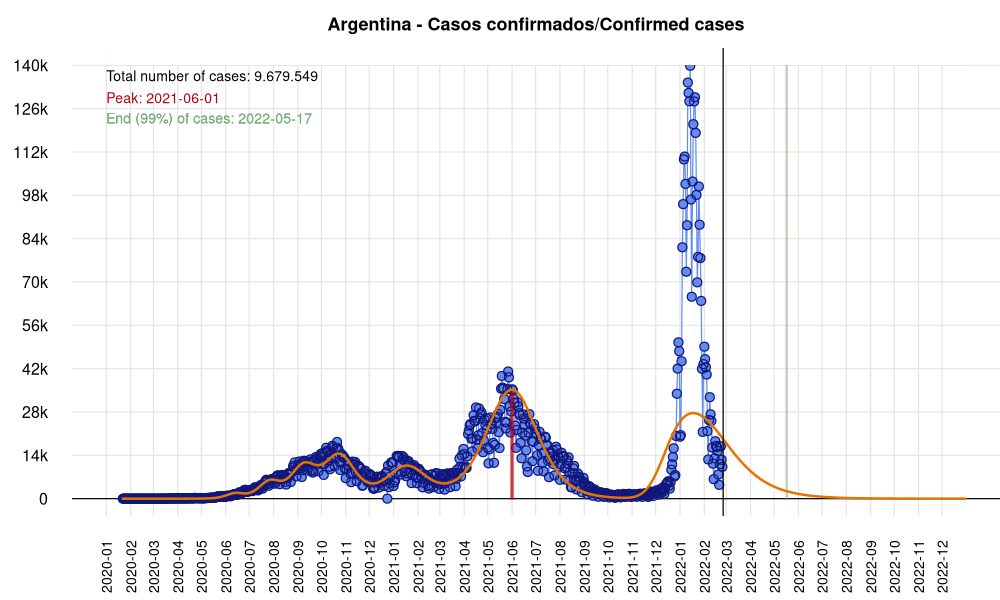 Argentina - Casos confirmados/Confirmed cases
140k
126k
112k
98k
84k
70k
56k
42k
28k
14k
0
Total number of cases: 9.679.549
Peak: 2021-06-01
End (99%) of cases: 2022-05-17
2020-01
2020-02
2020-03
2020-04
2020-05
2020-06
2020-07
2020-08
2020-09
2020-10
2020-11
2020-12
2021-01
2021-02
2021-03
2021-04
2021-05
2021-06
2021-07
2021-08
2021-09
2021-10
2021-11
2021-12
2022-01
2022-02
2022-03
2022-04
2022-05
2022-06
2022-07
2022-08
2022-09
2022-10
2022-11
2022-12